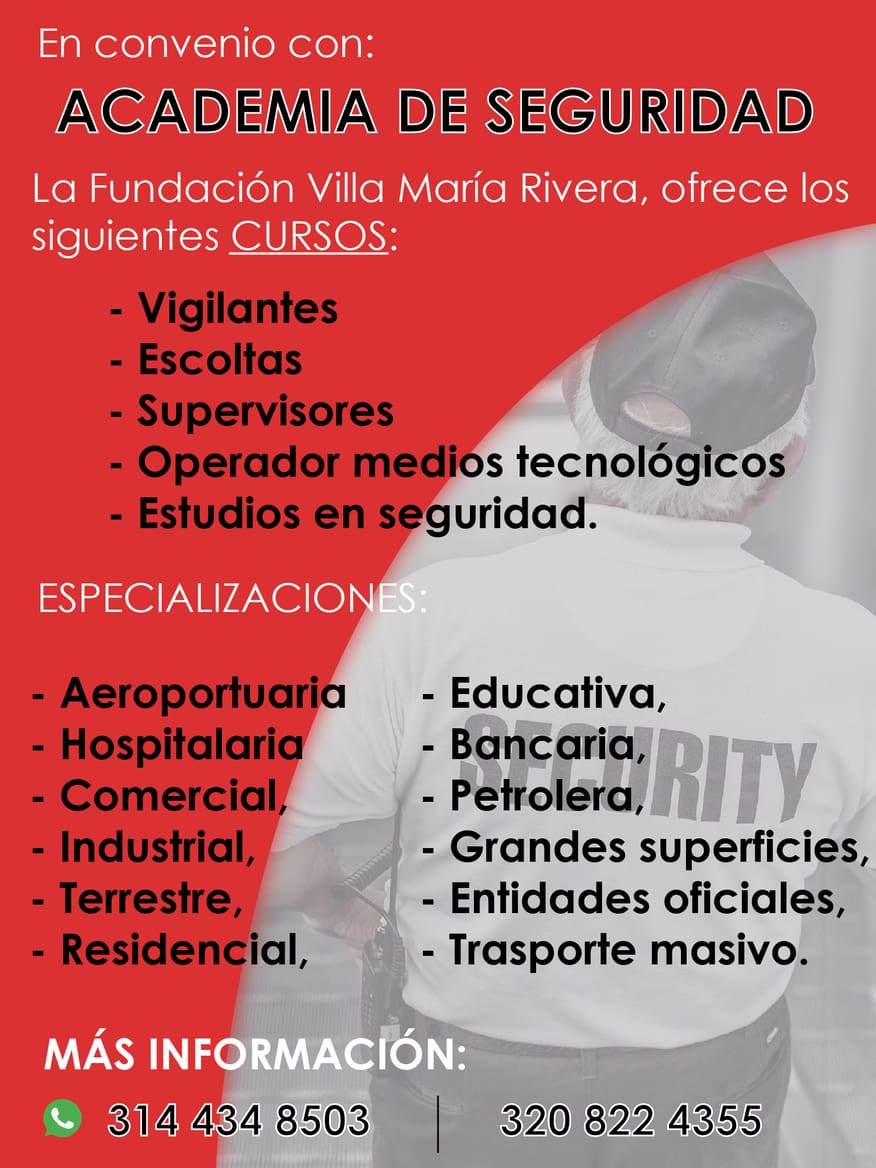 En convenio con:
ACADEMIA DE SEGURIDAD
La Fundación Villa María Rivera, ofrece los
siguientes CURSOS:
- Vigilantes
- Escoltas
- Supervisores
- Operador medios tecnológicos
- Estudios en seguridad.
ESPECIALIZACIONES:
- Aeroportuaria
- Hospitalaria
- Comercial,
- Industrial,
- Terrestre,
- Residencial,
- Educativa,
- Bancaria,
- Petrolera,
- Grandes superficies,
- Entidades oficiales,
- Trasporte masivo.
SECURITY
MÁS INFORMACIÓN:
314 434 8503 | 320 822 4355